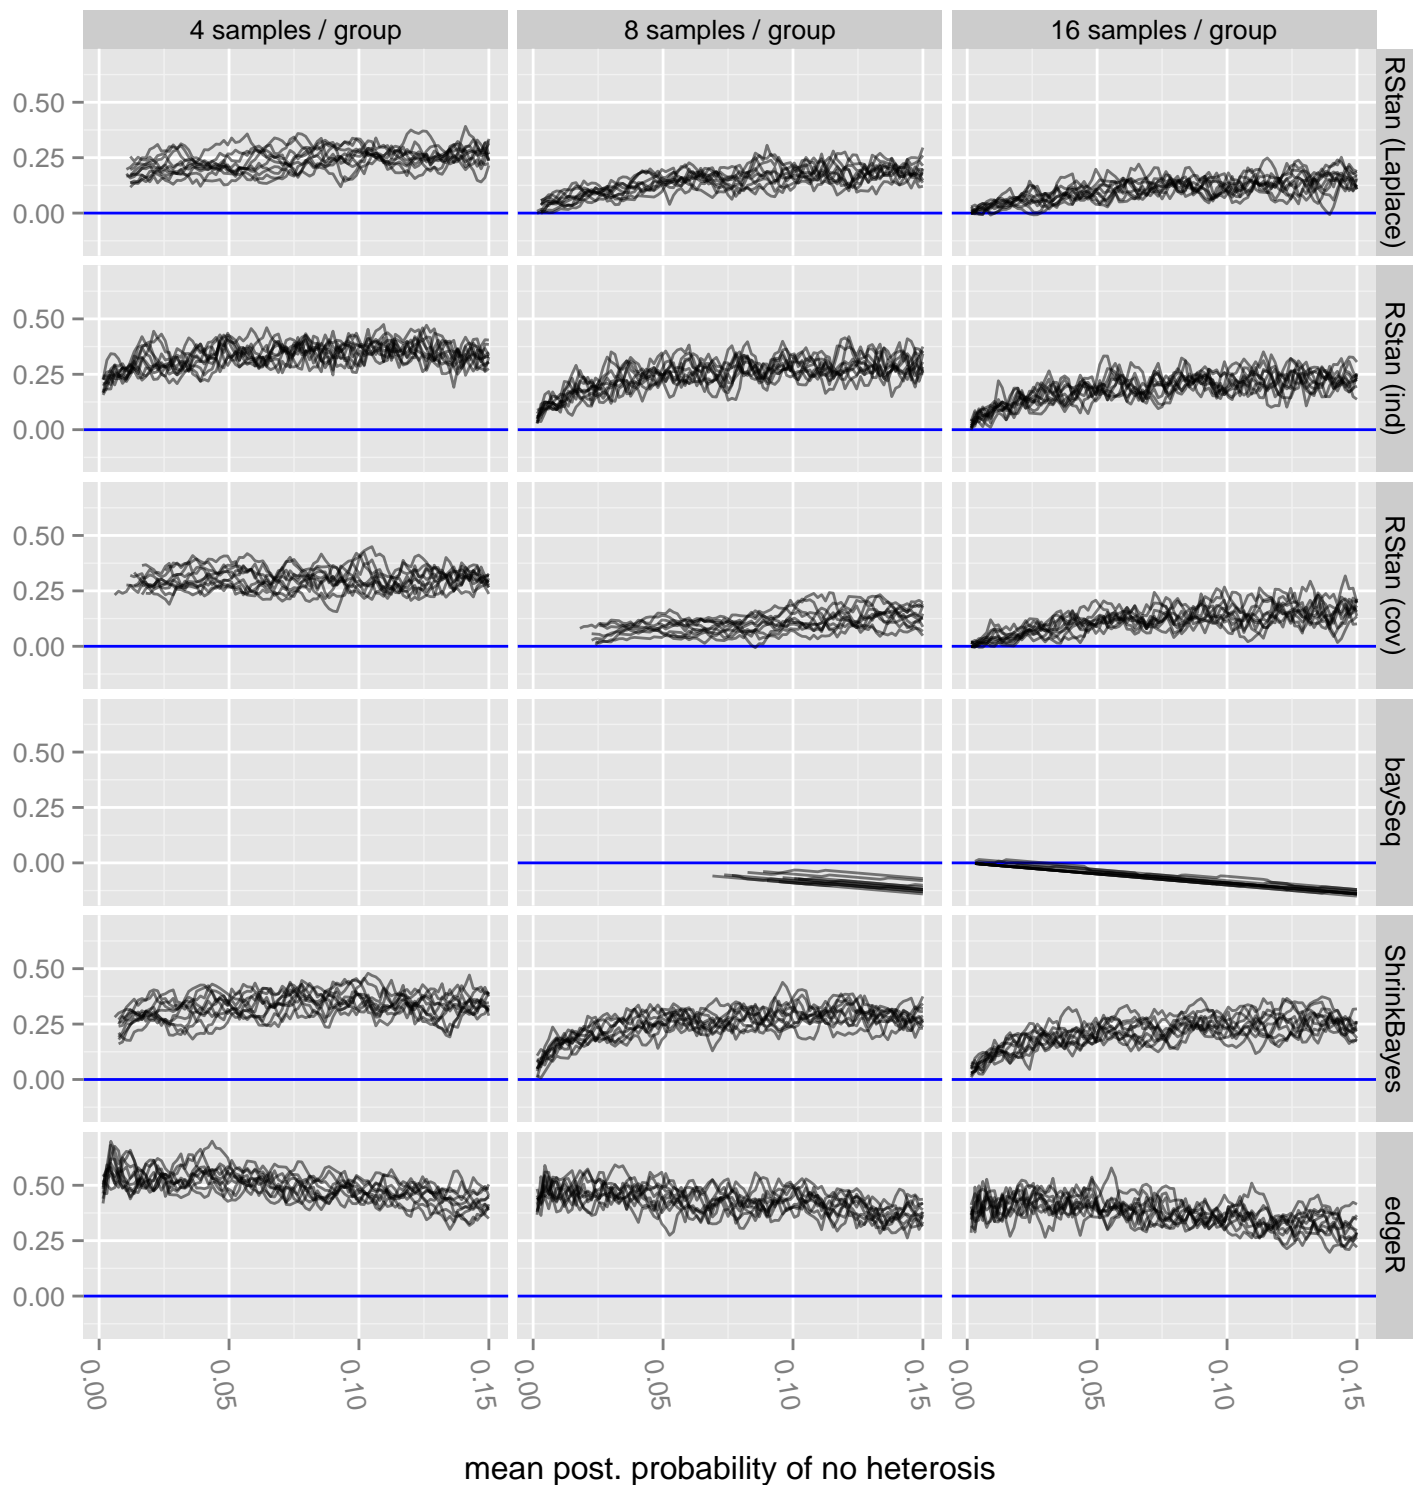 4 samples / group 8 samples / group 16 samples / group
0.50
0.25
0.00
RStan (Laplace)
0.50
0.25
0.00
RStan (ind)
0.50
0.25
0.00
RStan (cov)
0.50
0.25
0.00
baySeq
0.50
0.25
0.00
ShrinkBayes
0.50
0.25
0.00
edgeR
0.00 0.05 0.10 0.15 0.00 0.05 0.10 0.15 0.00 0.05 0.10 0.15
mean post. probability of no heterosis